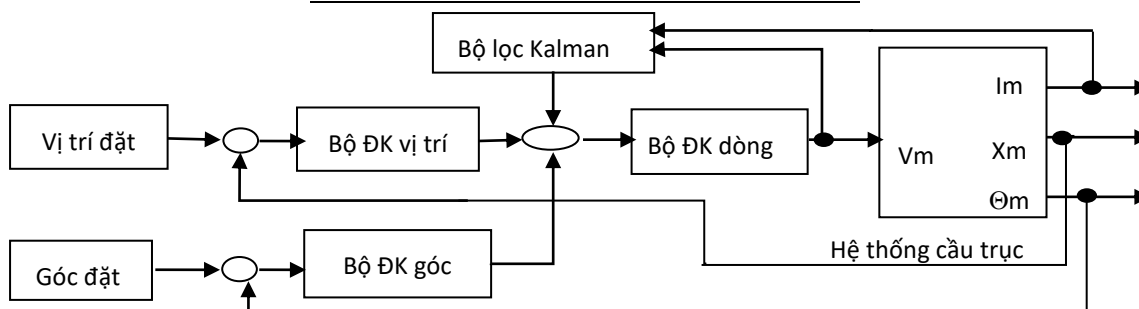 Bộ lọc Kalman
Im
Vị trí đặt
Bộ ĐK vị trí
Bộ ĐK dòng
Vm
Xm
Θm
Hệ thống cầu trục
Góc đặt
Bộ ĐK góc